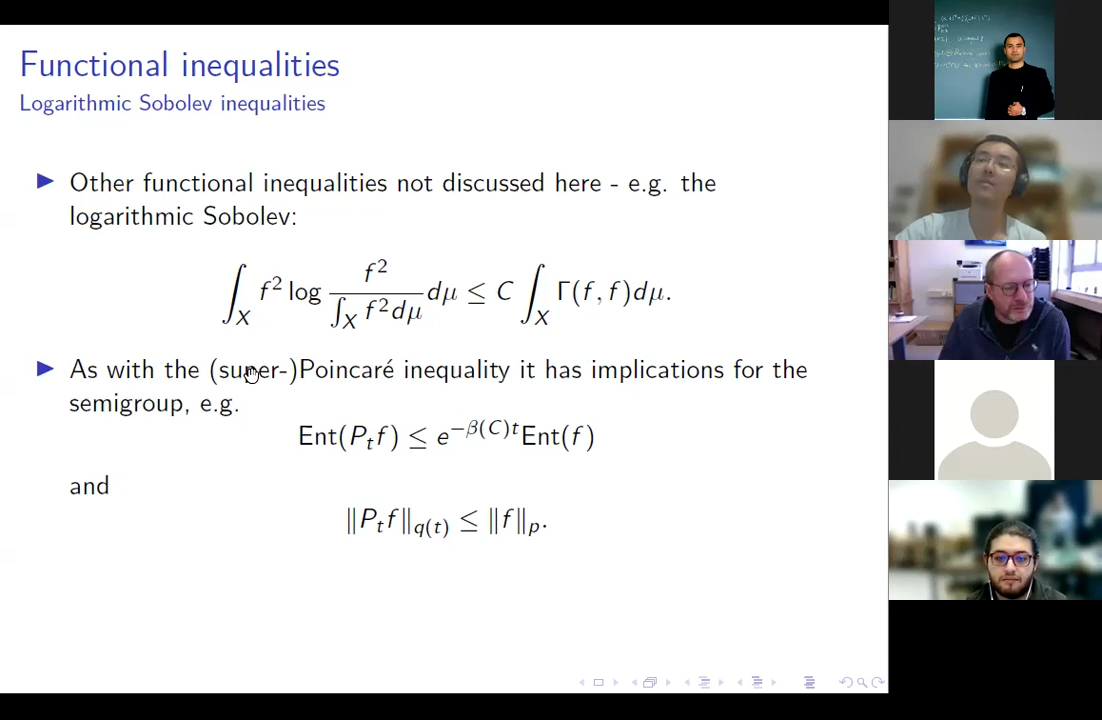 Functional inequalities
Logarithmic Sobolev inequalities
Other functional inequalities not discussed here - e.g. the
logarithmic Sobolev:
∫_X f² log f²/∫_X f²dμ dμ ≤ C ∫_X Γ(f, f)dμ.
As with the (super-)Poincaré inequality it has implications for the
semigroup, e.g.
Ent(P_t f) ≤ e^{−β(C)t}Ent(f)
and
‖P_t f‖_{q(t)} ≤ ‖f‖_p.